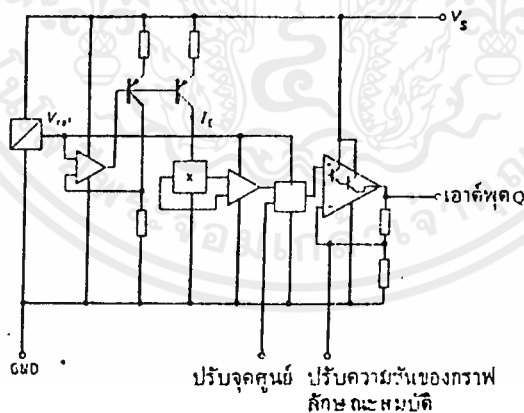 V_S
V_ref
I_C
x
เอาต์พุต Q
GND
ปรับจุดศูนย์
ปรับความชันของกราฟ
ลักษณะสมบัติ